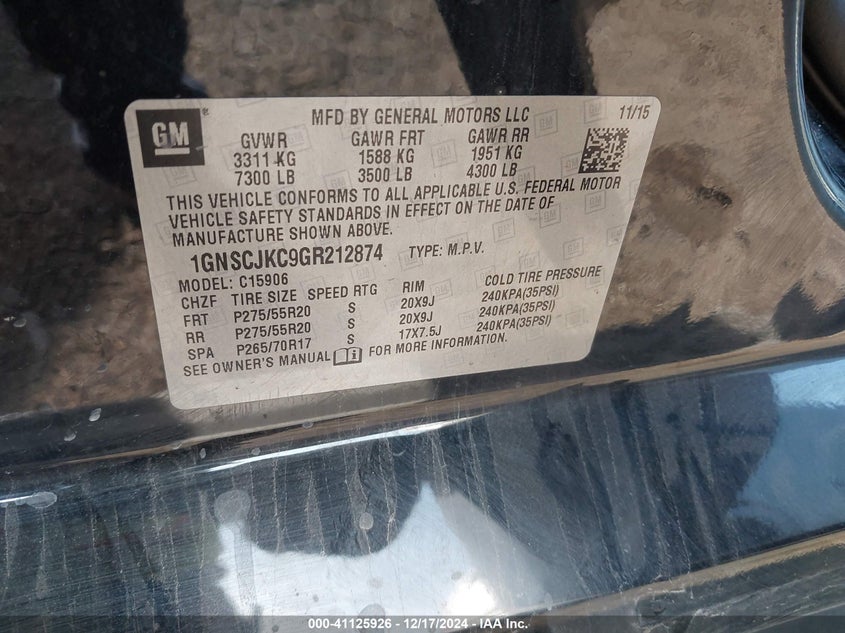 GM
MFD BY GENERAL MOTORS LLC 11/15
GVWR GAWR FRT GAWR RR
3311 KG 1588 KG 1951 KG
7300 LB 3500 LB 4300 LB
THIS VEHICLE CONFORMS TO ALL APPLICABLE U.S. FEDERAL MOTOR
VEHICLE SAFETY STANDARDS IN EFFECT ON THE DATE OF
MANUFACTURE SHOWN ABOVE.
1GNSCJKC9GR212874 TYPE: M.P.V.
MODEL: C15906
CHZF TIRE SIZE SPEED RTG RIM COLD TIRE PRESSURE
FRT P275/55R20 S 20X9J 240KPA(35PSI)
RR P275/55R20 S 20X9J 240KPA(35PSI)
SPA P265/70R17 S 17X7.5J 240KPA(35PSI)
SEE OWNER'S MANUAL FOR MORE INFORMATION.
000-41125926 - 12/17/2024 - IAA Inc.